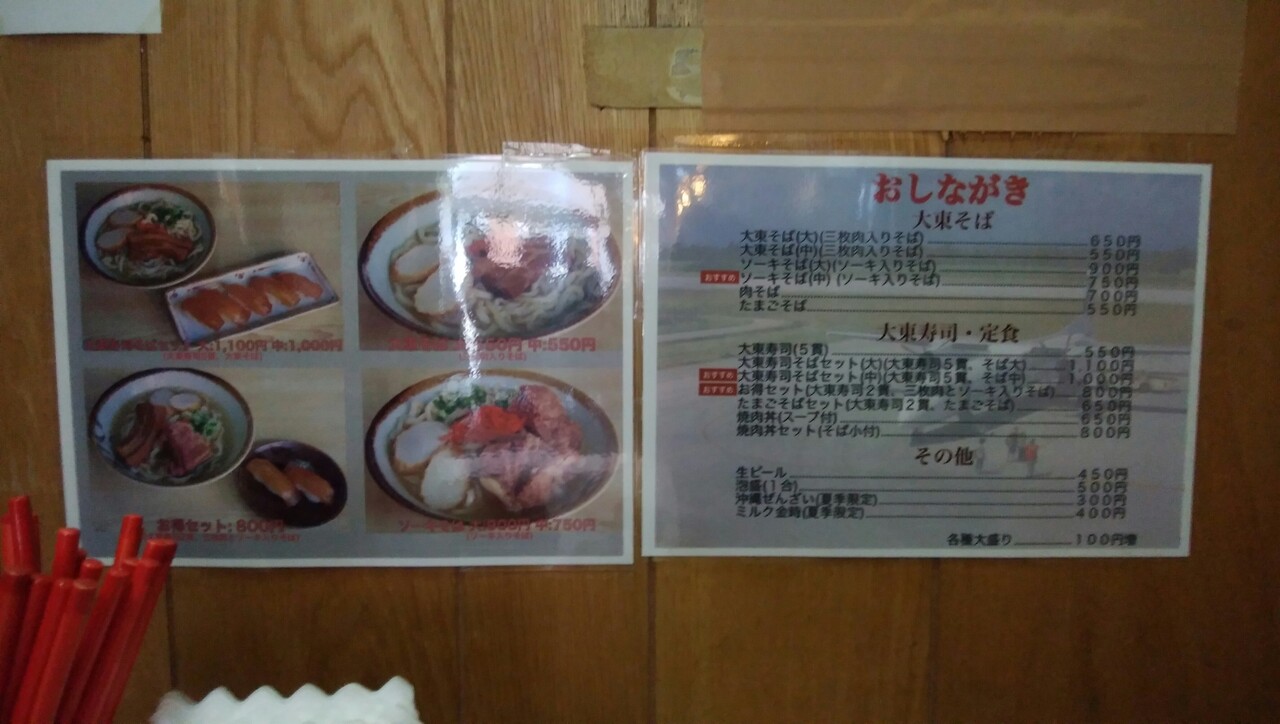 大:1,100円 中:1,000円
(大東寿司5貫、大東そば)
中:550円
お得セット: 800円
ソーキそば 大:900円 中:750円
(ソーキ入りそば)
おしながき
大東そば
大東そば(大)(三枚肉入りそば) 650円
大東そば(中)(三枚肉入りそば) 550円
ソーキそば(大)(ソーキ入りそば) 900円
おすすめ ソーキそば(中) (ソーキ入りそば) 750円
肉そば 700円
たまごそば 550円
大東寿司・定食
大東寿司(5貫) 550円
大東寿司そばセット(大)(大東寿司5貫、そば大) 1,100円
おすすめ 大東寿司そばセット(中)(大東寿司5貫、そば中) 1,000円
おすすめ お得セット(大東寿司2貫、三枚肉とソーキ入りそば) 800円
たまごそばセット(大東寿司2貫、たまごそば) 650円
焼肉丼(スープ付) 650円
焼肉丼セット(そば小付) 800円
その他
生ビール 450円
泡盛(1合) 500円
沖縄ぜんざい(夏季限定) 300円
ミルク金時(夏季限定) 400円
各種大盛り 100円増